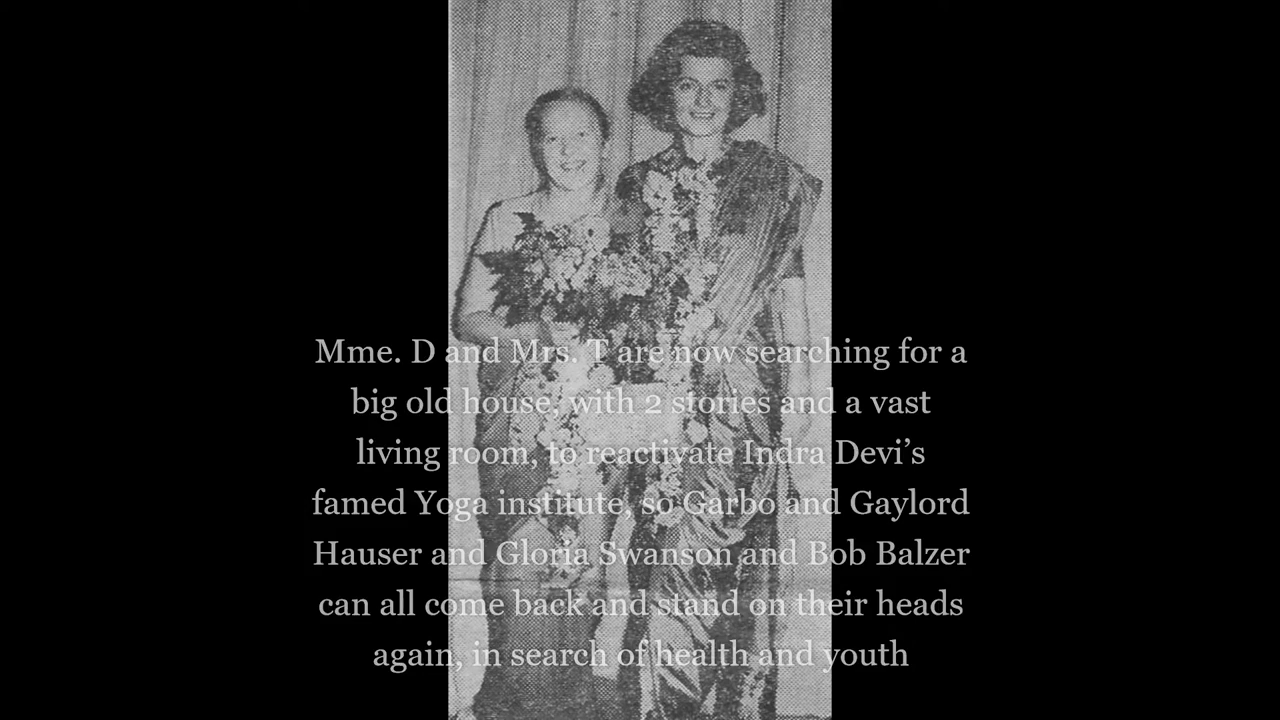 Mme. D and Mrs. T are now searching for a
big old house, with 2 stories and a vast
living room, to reactivate Indra Devi’s
famed Yoga institute, so Garbo and Gaylord
Hauser and Gloria Swanson and Bob Balzer
can all come back and stand on their heads
again, in search of health and youth